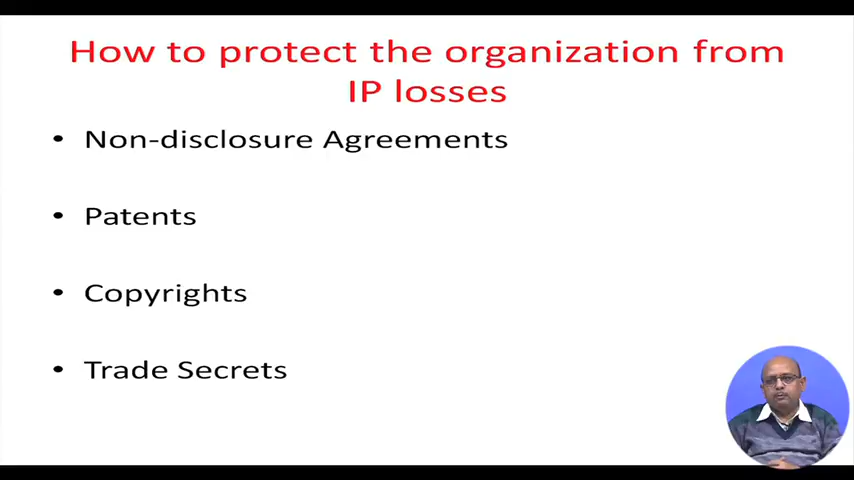 How to protect the organization from
IP losses
• Non-disclosure Agreements
• Patents
• Copyrights
• Trade Secrets